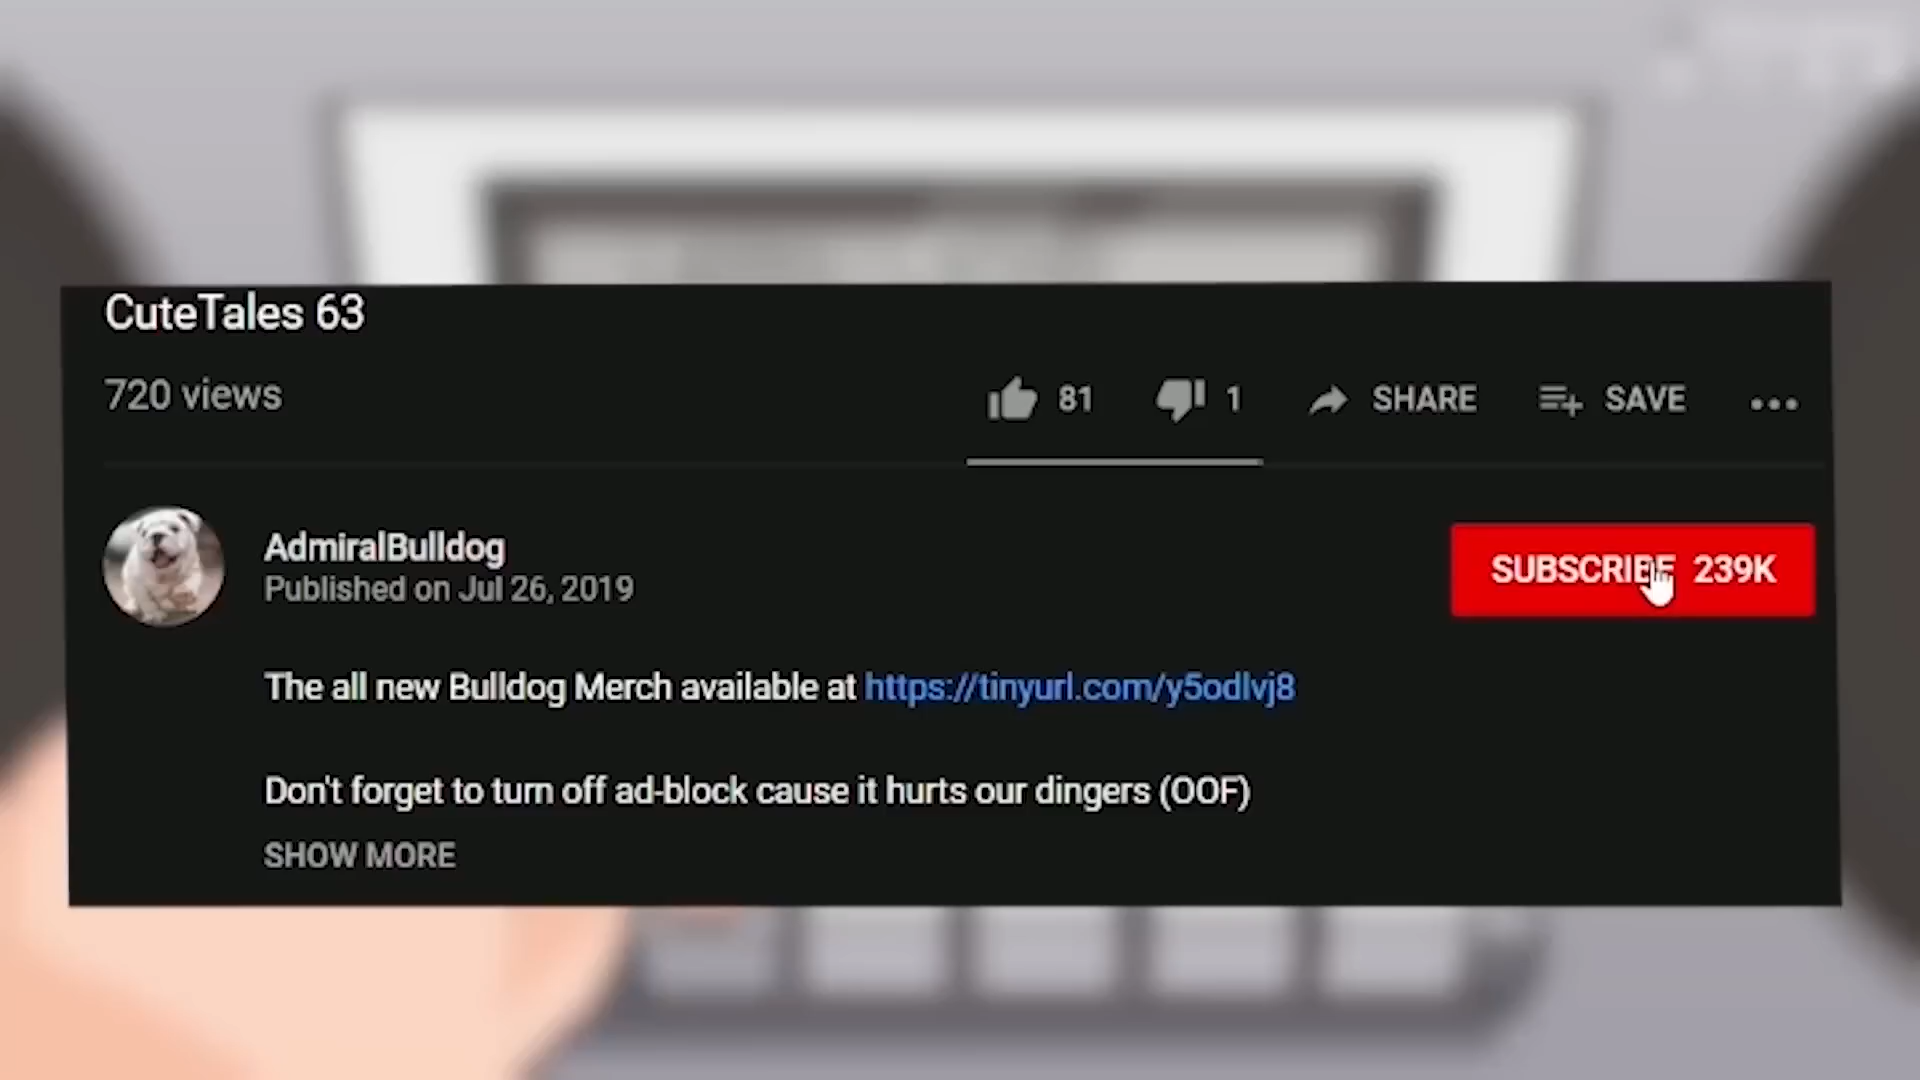 CuteTales 63
720 views
81 1 SHARE SAVE
AdmiralBulldog
Published on Jul 26, 2019
SUBSCRIBE 239K
The all new Bulldog Merch available at https://tinyurl.com/y5odlvj8
Don't forget to turn off ad-block cause it hurts our dingers (OOF)
SHOW MORE